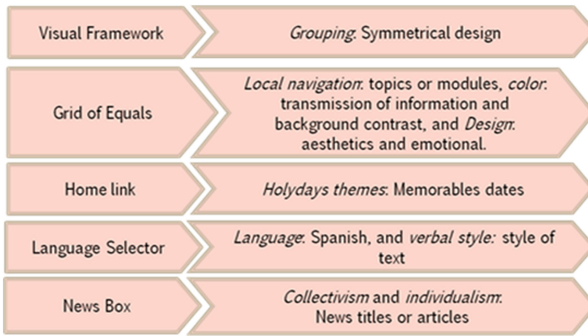 Visual Framework
Grouping: Symmetrical design
Grid of Equals
Local navigation: topics or modules, color:
transmission of information and
background contrast, and Design:
aesthetics and emotional.
Home link
Holydays themes: Memorables dates
Language Selector
Language: Spanish, and verbal style: style of
text
News Box
Collectivism and individualism:
News titles or articles